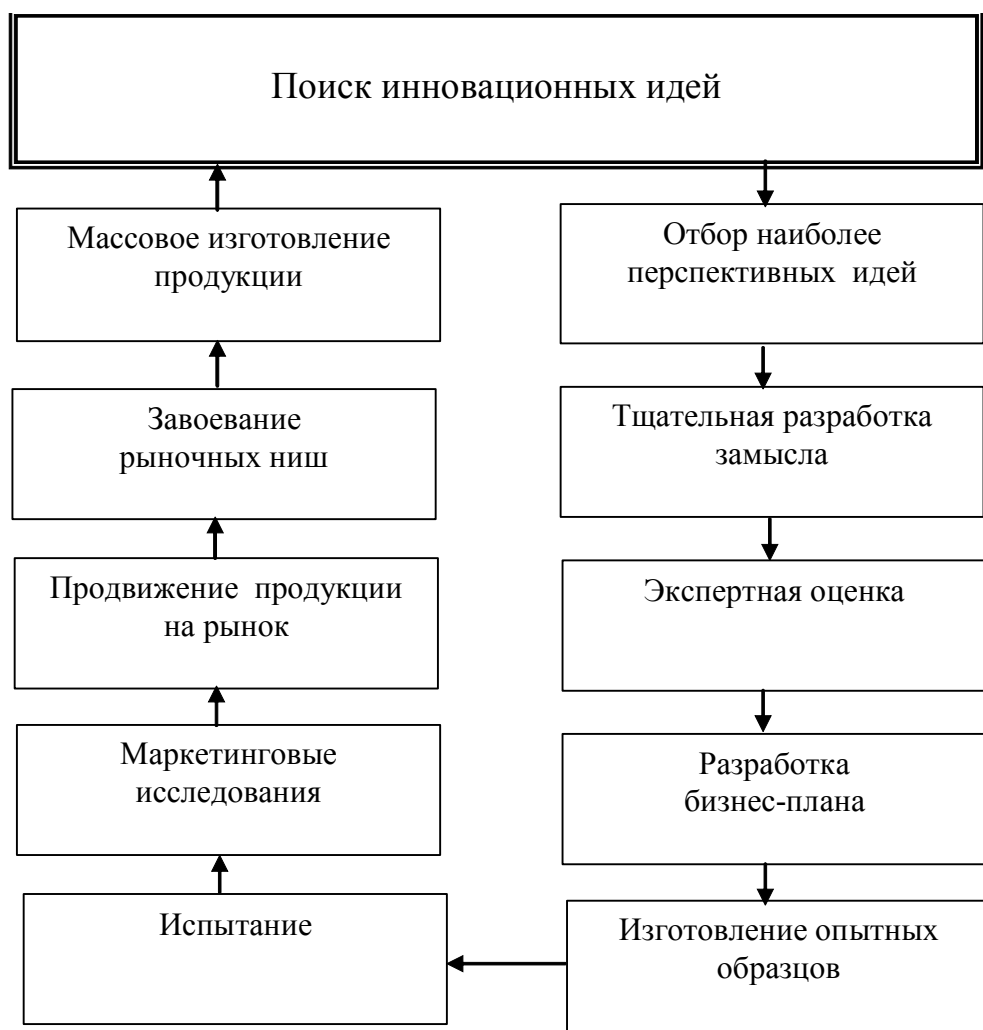 Поиск инновационных идей
Отбор наиболее
перспективных идей
Тщательная разработка
замысла
Экспертная оценка
Разработка
бизнес-плана
Изготовление опытных
образцов
Испытание
Маркетинговые
исследования
Продвижение продукции
на рынок
Завоевание
рыночных ниш
Массовое изготовление
продукции